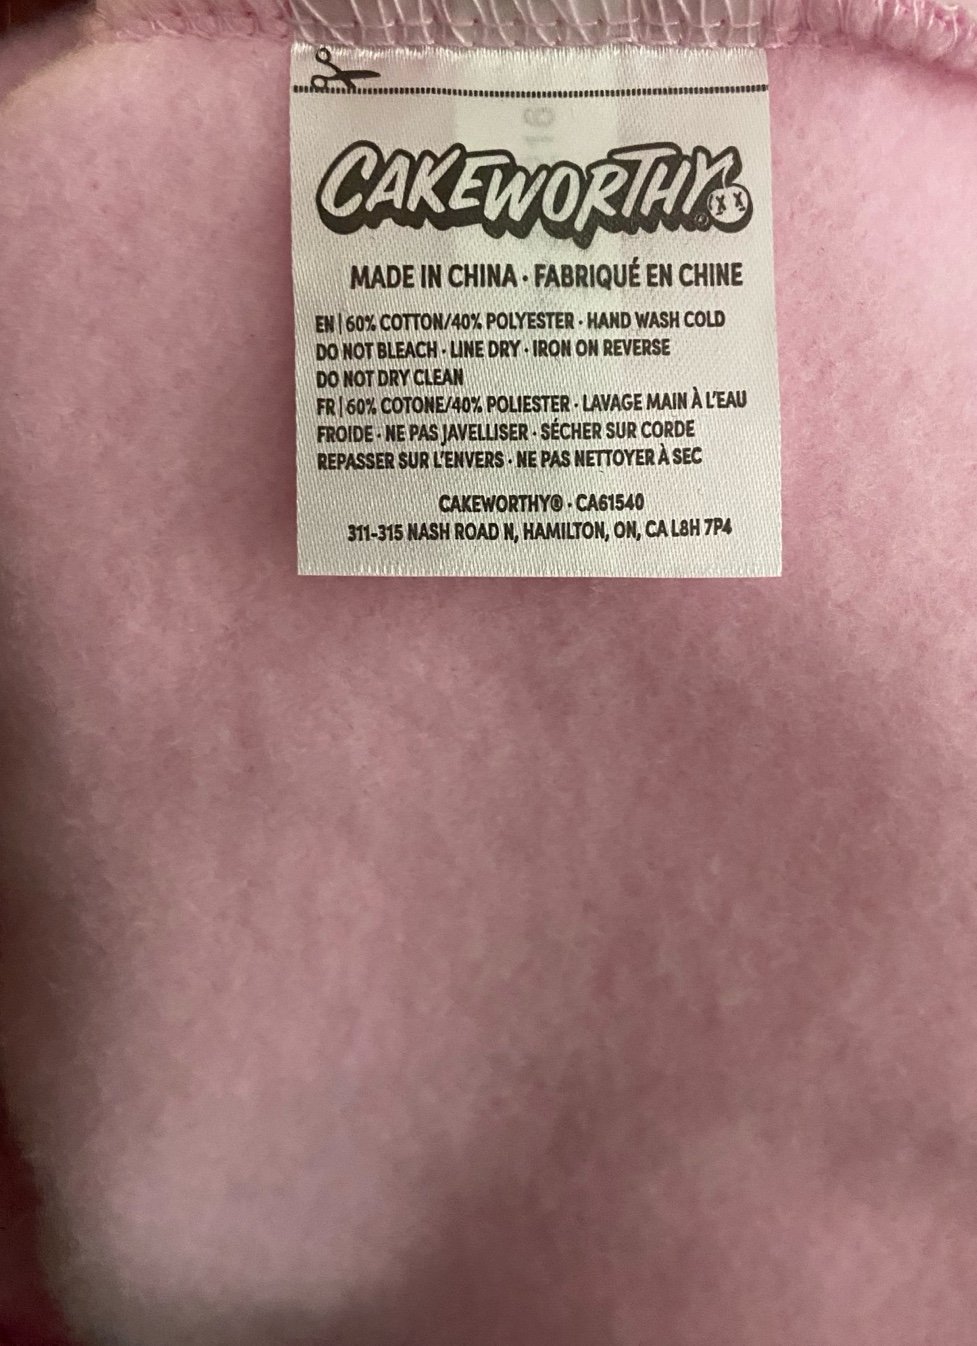 CAKEWORTHY
MADE IN CHINA · FABRIQUÉ EN CHINE
EN | 60% COTTON/40% POLYESTER · HAND WASH COLD
DO NOT BLEACH · LINE DRY · IRON ON REVERSE
DO NOT DRY CLEAN
FR | 60% COTONE/40% POLIESTER · LAVAGE MAIN À L'EAU
FROIDE · NE PAS JAVELLISER · SÉCHER SUR CORDE
REPASSER SUR L'ENVERS · NE PAS NETTOYER À SEC
CAKEWORTHY® · CA61540
311-315 NASH ROAD N, HAMILTON, ON, CA L8H 7P4